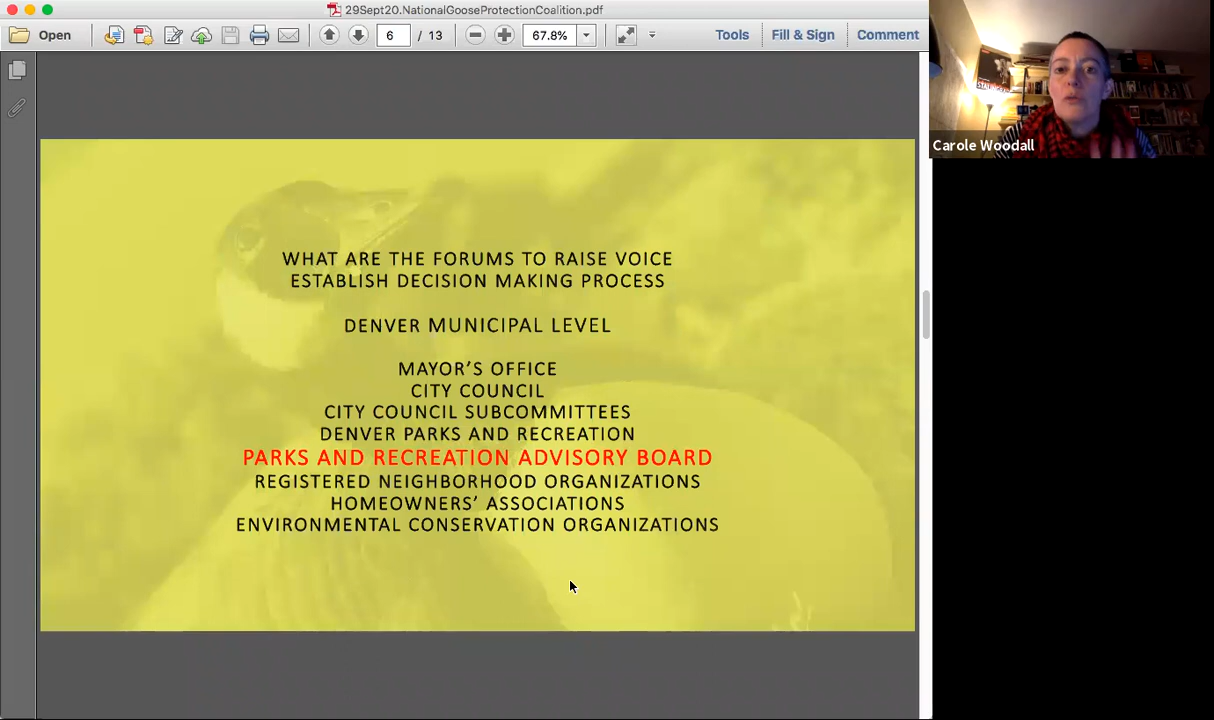 29Sept20.NationalGooseProtectionCoalition.pdf
Open
6 / 13
67.8%
Tools
Fill & Sign
Comment
WHAT ARE THE FORUMS TO RAISE VOICE
ESTABLISH DECISION MAKING PROCESS
DENVER MUNICIPAL LEVEL
MAYOR’S OFFICE
CITY COUNCIL
CITY COUNCIL SUBCOMMITTEES
DENVER PARKS AND RECREATION
PARKS AND RECREATION ADVISORY BOARD
REGISTERED NEIGHBORHOOD ORGANIZATIONS
HOMEOWNERS’ ASSOCIATIONS
ENVIRONMENTAL CONSERVATION ORGANIZATIONS
Carole Woodall